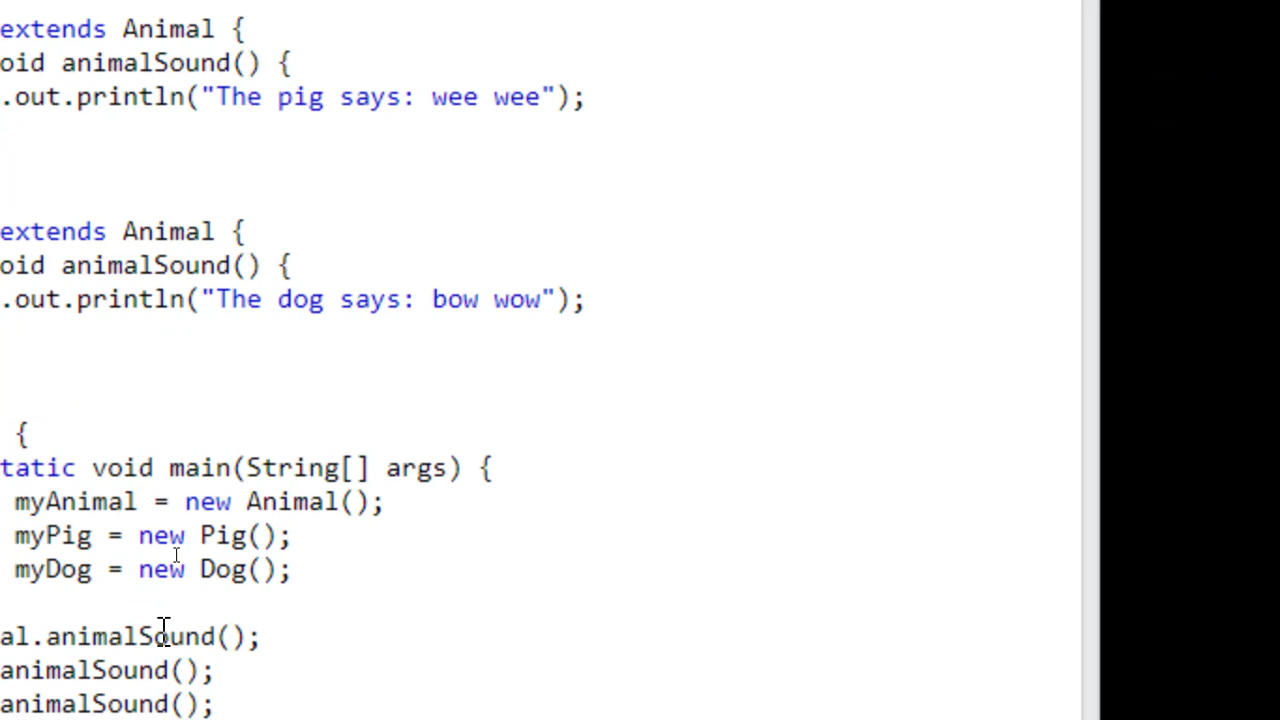 extends Animal {
oid animalSound() {
.out.println("The pig says: wee wee");
extends Animal {
oid animalSound() {
.out.println("The dog says: bow wow");
{
tatic void main(String[] args) {
myAnimal = new Animal();
myPig = new Pig();
myDog = new Dog();
al.animalSound();
animalSound();
animalSound();